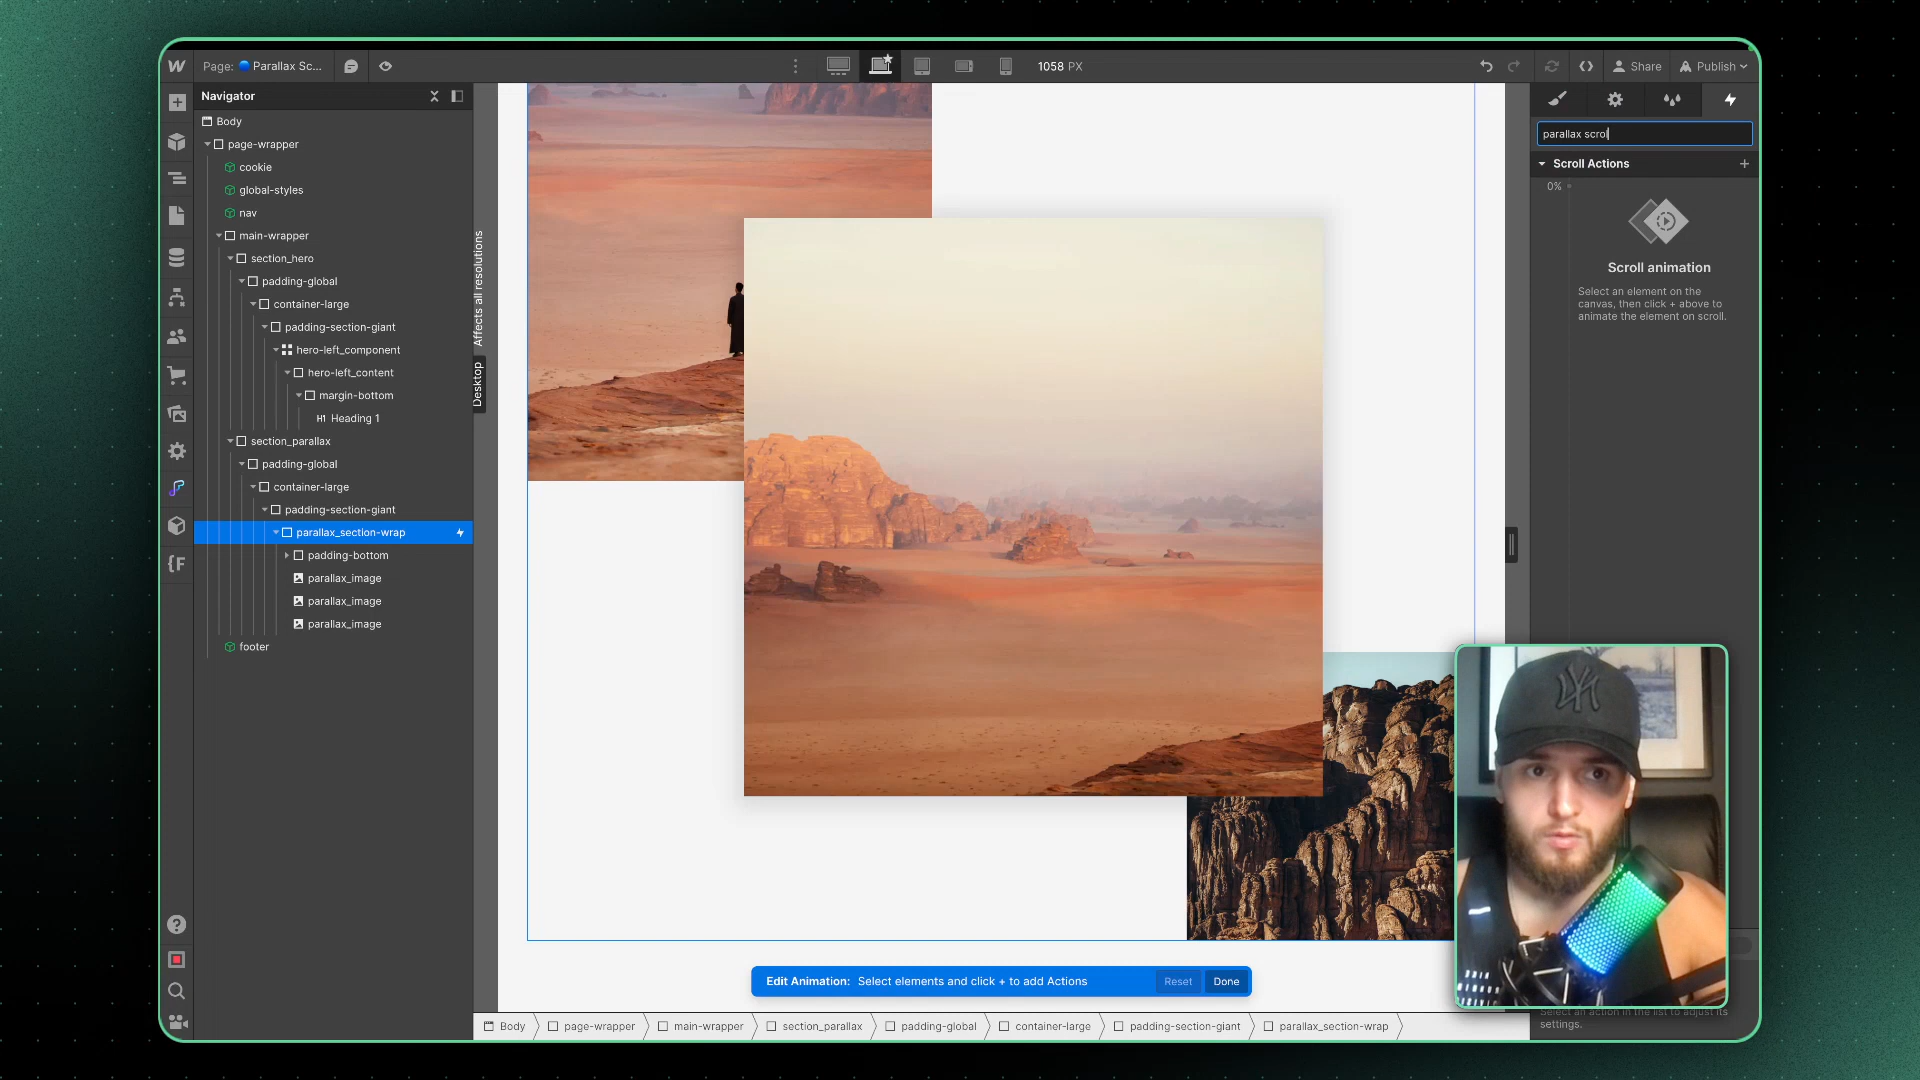 Page: Parallax Sc...
1058 PX
Share
Publish
Navigator
Body
page-wrapper
cookie
global-styles
nav
main-wrapper
section_hero
padding-global
container-large
padding-section-giant
hero-left_component
hero-left_content
margin-bottom
H1 Heading 1
section_parallax
padding-global
container-large
padding-section-giant
parallax_section-wrap
padding-bottom
parallax_image
parallax_image
parallax_image
footer
Affects all resolutions
Desktop
parallax scrol
Scroll Actions
0%
Scroll animation
Select an element on the
canvas, then click + above to
animate the element on scroll.
Edit Animation: Select elements and click + to add Actions
Reset
Done
Select an action in the list to adjust its
settings.
Body
page-wrapper
main-wrapper
section_parallax
padding-global
container-large
padding-section-giant
parallax_section-wrap